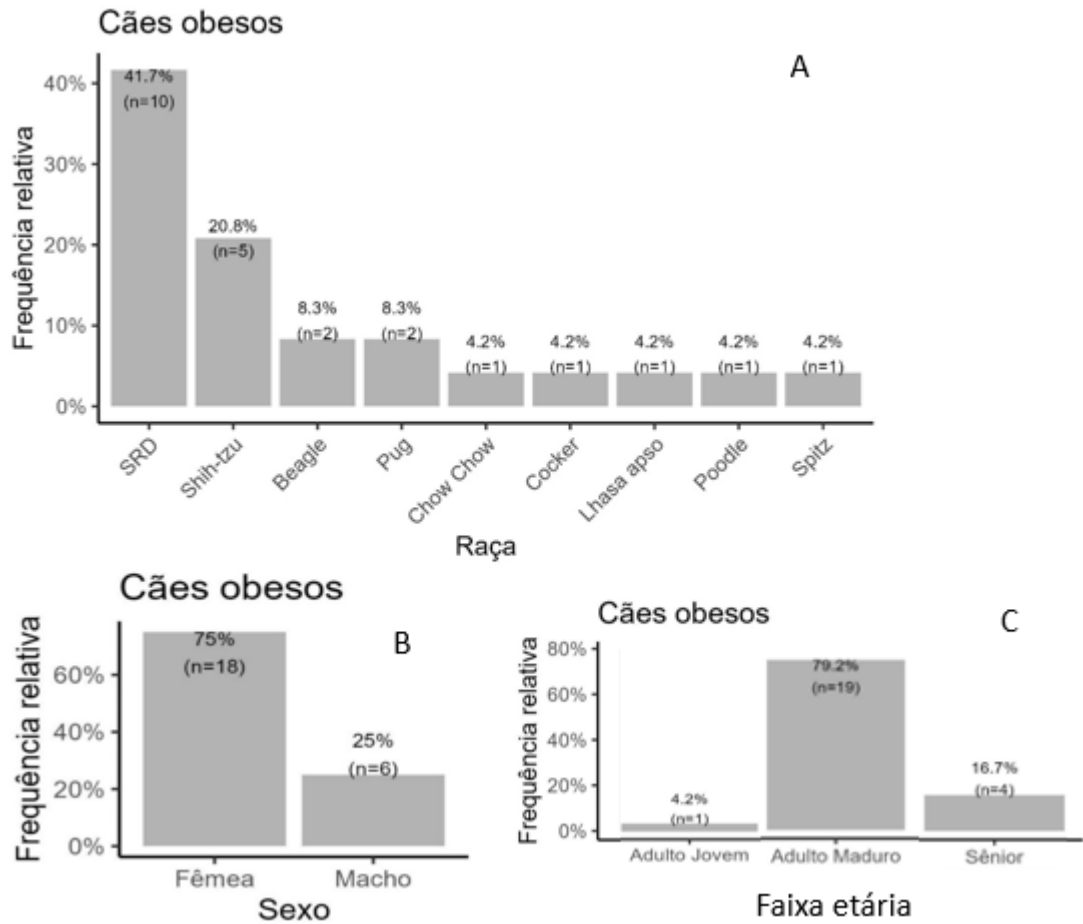 Cães obesos
A
Frequência relativa
40%
30%
20%
10%
0%
41.7%
(n=10)
20.8%
(n=5)
8.3%
(n=2)
8.3%
(n=2)
4.2%
(n=1)
4.2%
(n=1)
4.2%
(n=1)
4.2%
(n=1)
4.2%
(n=1)
SRD
Shih-tzu
Beagle
Pug
Chow Chow
Cocker
Lhasa apso
Poodle
Spitz
Raça
Cães obesos
B
Frequência relativa
60%
40%
20%
0%
75%
(n=18)
25%
(n=6)
Fêmea
Macho
Sexo
Cães obesos
C
Frequência relativa
80%
60%
40%
20%
0%
4.2%
(n=1)
79.2%
(n=19)
16.7%
(n=4)
Adulto Jovem
Adulto Maduro
Sênior
Faixa etária